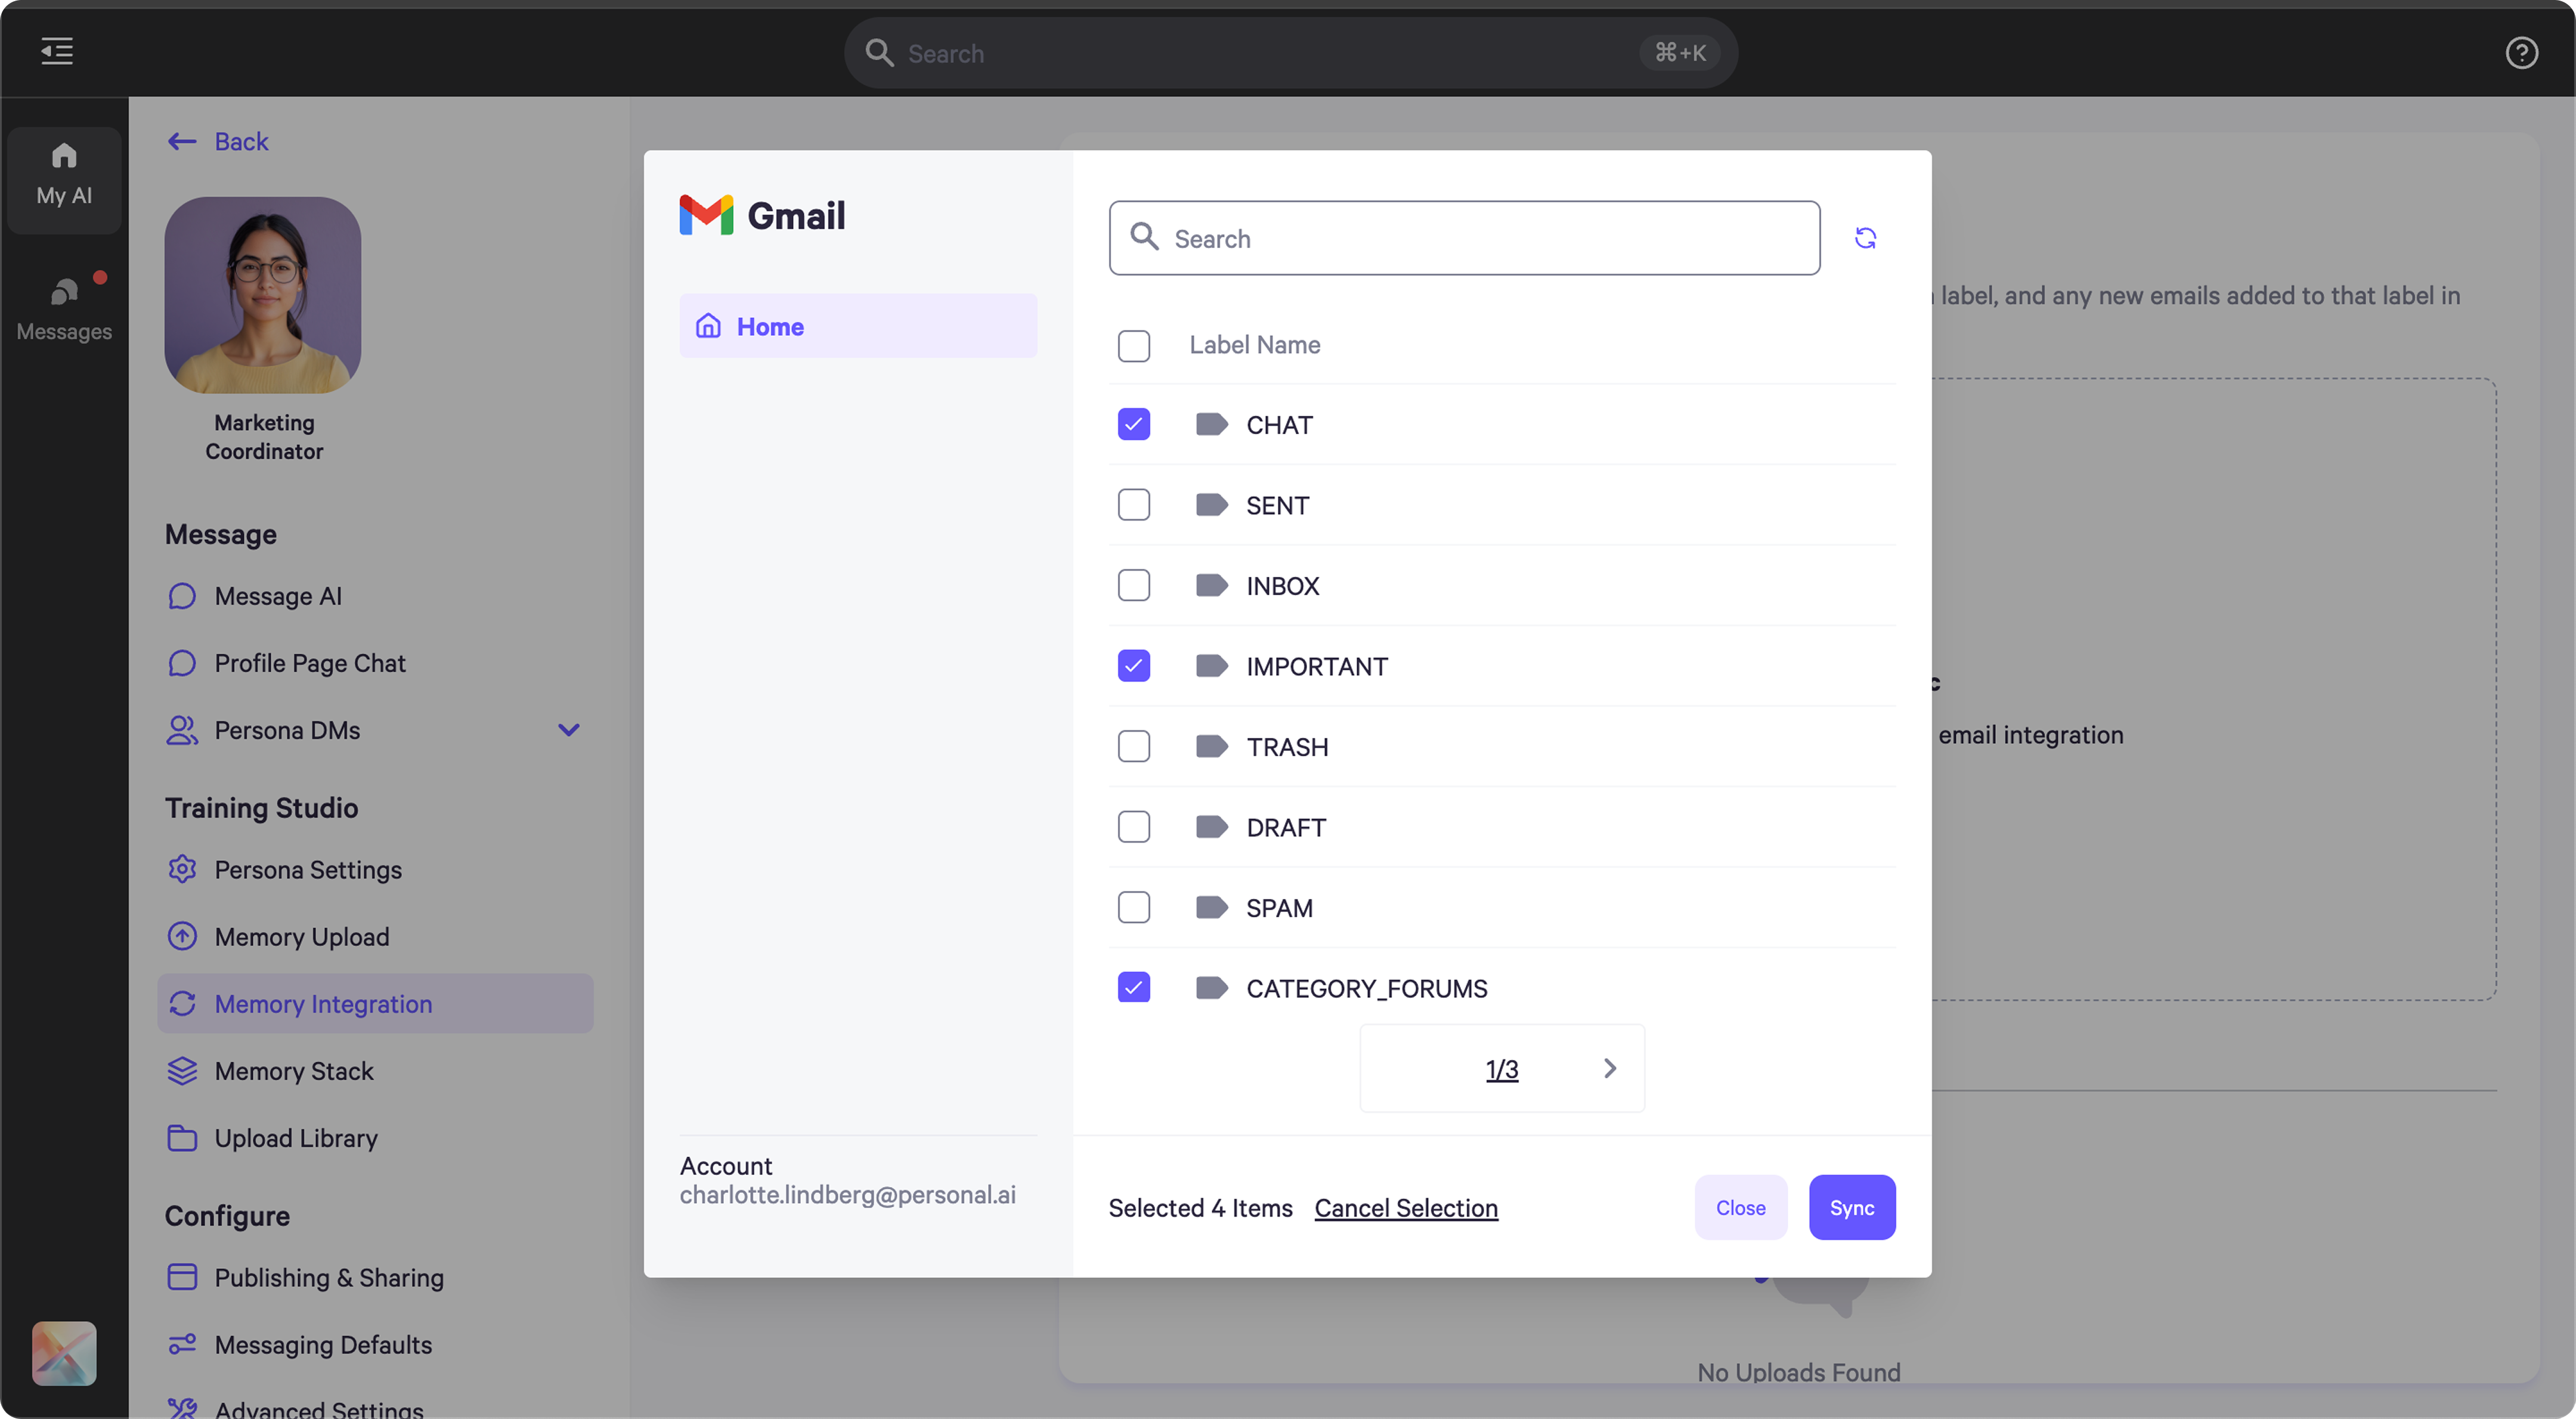 Search
⌘+K
My AI
Messages
Back
Marketing
Coordinator
Message
Message AI
Profile Page Chat
Persona DMs
Training Studio
Persona Settings
Memory Upload
Memory Integration
Memory Stack
Upload Library
Configure
Publishing & Sharing
Messaging Defaults
Advanced Settings
Gmail
Home
Account
charlotte.lindberg@personal.ai
Search
Label Name
CHAT
SENT
INBOX
IMPORTANT
TRASH
DRAFT
SPAM
CATEGORY_FORUMS
1/3
Selected 4 Items Cancel Selection
Close
Sync
label, and any new emails added to that label in
email integration
No Uploads Found